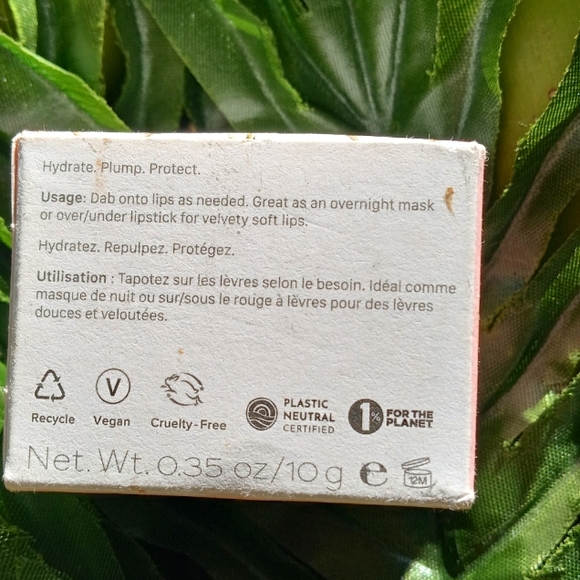 Hydrate. Plump. Protect.
Usage: Dab onto lips as needed. Great as an overnight mask
or over/under lipstick for velvety soft lips.
Hydratez. Repulpez. Protégez.
Utilisation : Tapotez sur les lèvres selon le besoin. Idéal comme
masque de nuit ou sur/sous le rouge à lèvres pour des lèvres
douces et veloutées.
Recycle
V
Vegan
Cruelty-Free
PLASTIC
NEUTRAL
CERTIFIED
1%
FOR THE
PLANET
Net. Wt. 0.35 oz/10 g e 12M